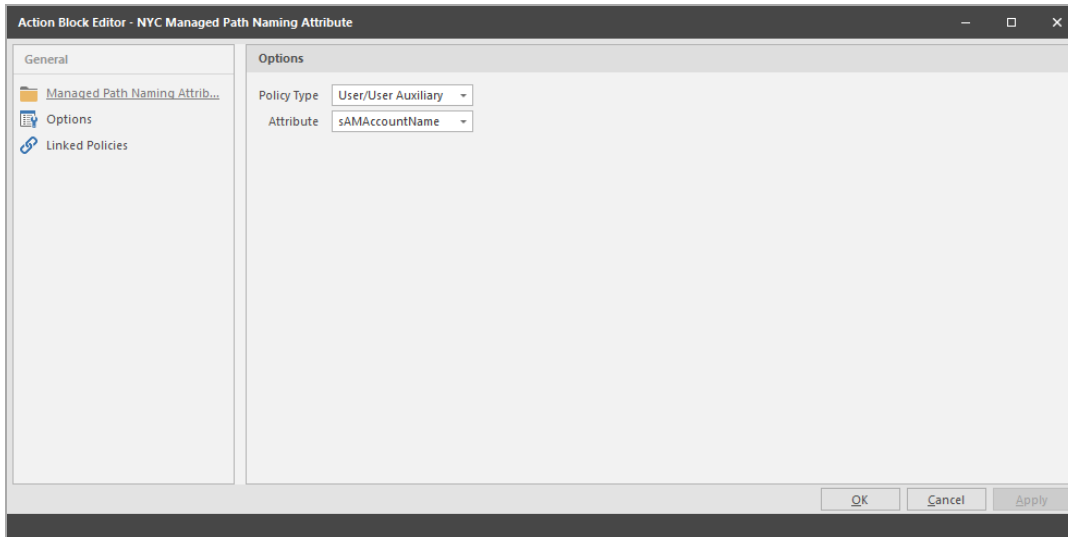 Action Block Editor - NYC Managed Path Naming Attribute
General
Managed Path Naming Attrib...
Options
Linked Policies
Options
Policy Type User/User Auxiliary
Attribute sAMAccountName
OK Cancel Apply